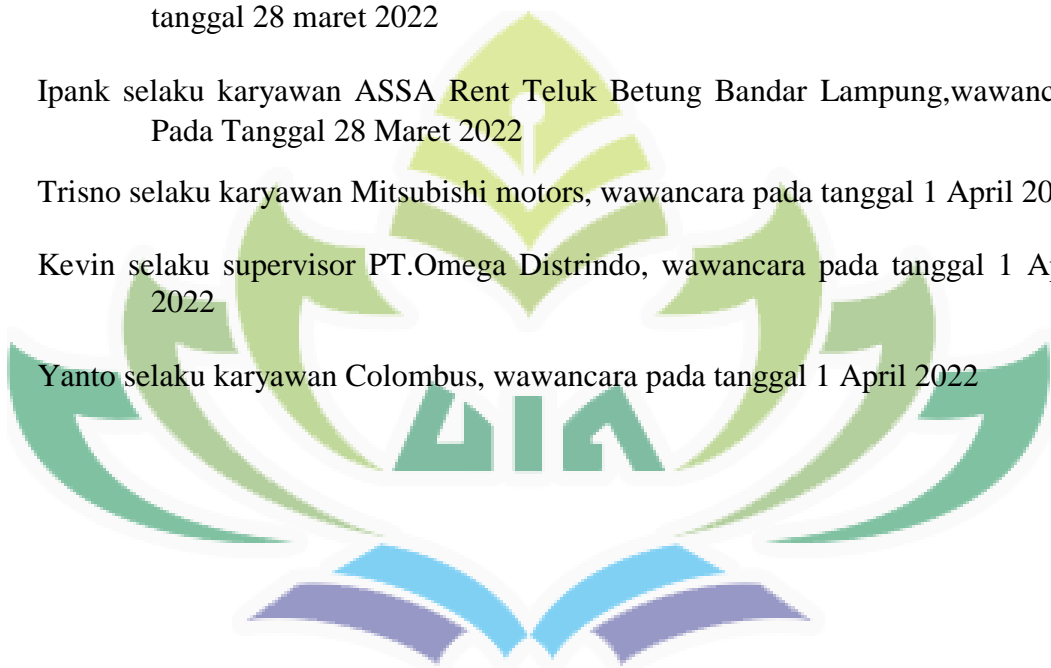 tanggal 28 maret 2022
Ipank selaku karyawan ASSA Rent Teluk Betung Bandar Lampung,wawanc
Pada Tanggal 28 Maret 2022
Trisno selaku karyawan Mitsubishi motors, wawancara pada tanggal 1 April 20
Kevin selaku supervisor PT.Omega Distrindo, wawancara pada tanggal 1 Ap
2022
Yanto selaku karyawan Colombus, wawancara pada tanggal 1 April 2022
UIN